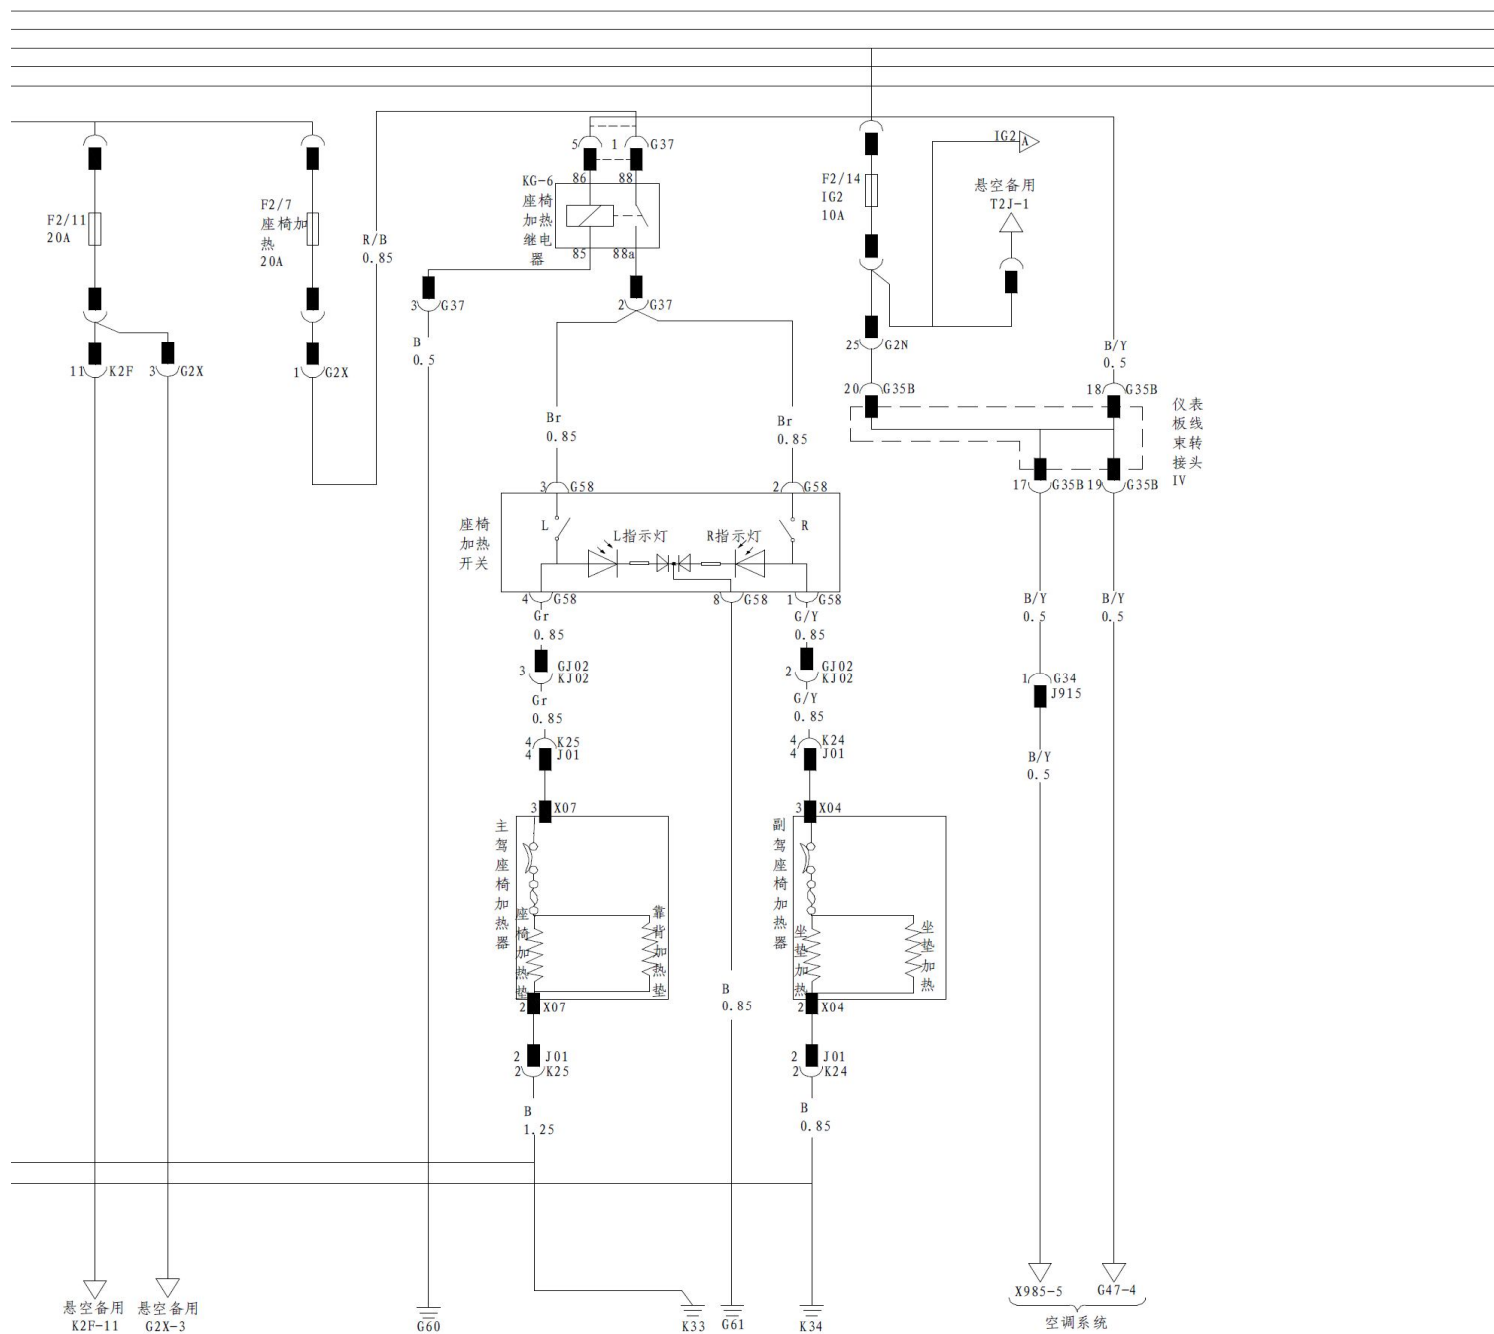 IG2 A
5 1 G37
86 88
KG-6
座椅
加热
继电
器
85 88a
F2/14
IG2
10A
悬空备用
T2J-1
F2/11
20A
F2/7
座椅加
热
20A
R/B
0.85
3 G37
2 G37
B
0.5
25 G2N
B/Y
0.5
11 K2F
3 G2X
1 G2X
20 G35B
18 G35B
仪表
板线
束转
接头
IV
Br
0.85
Br
0.85
17 G35B
19 G35B
3 G58
2 G58
座椅
加热
开关
L
L指示灯
R指示灯
R
4 G58
8 G58
1 G58
Gr
0.85
G/Y
0.85
B/Y
0.5
B/Y
0.5
3 GJ02
KJ02
2 GJ02
KJ02
Gr
0.85
G/Y
0.85
1 G34
J915
4 K25
4 J01
4 K24
4 J01
B/Y
0.5
3 X07
3 X04
主驾座椅加热器
座椅加热垫
靠背加热垫
副驾座椅加热器
坐垫加热
坐垫加热
2 X07
2 X04
B
0.85
2 J01
2 K25
2 J01
2 K24
B
1.25
B
0.85
悬空备用
K2F-11
悬空备用
G2X-3
G60
K33
G61
K34
X985-5
G47-4
空调系统